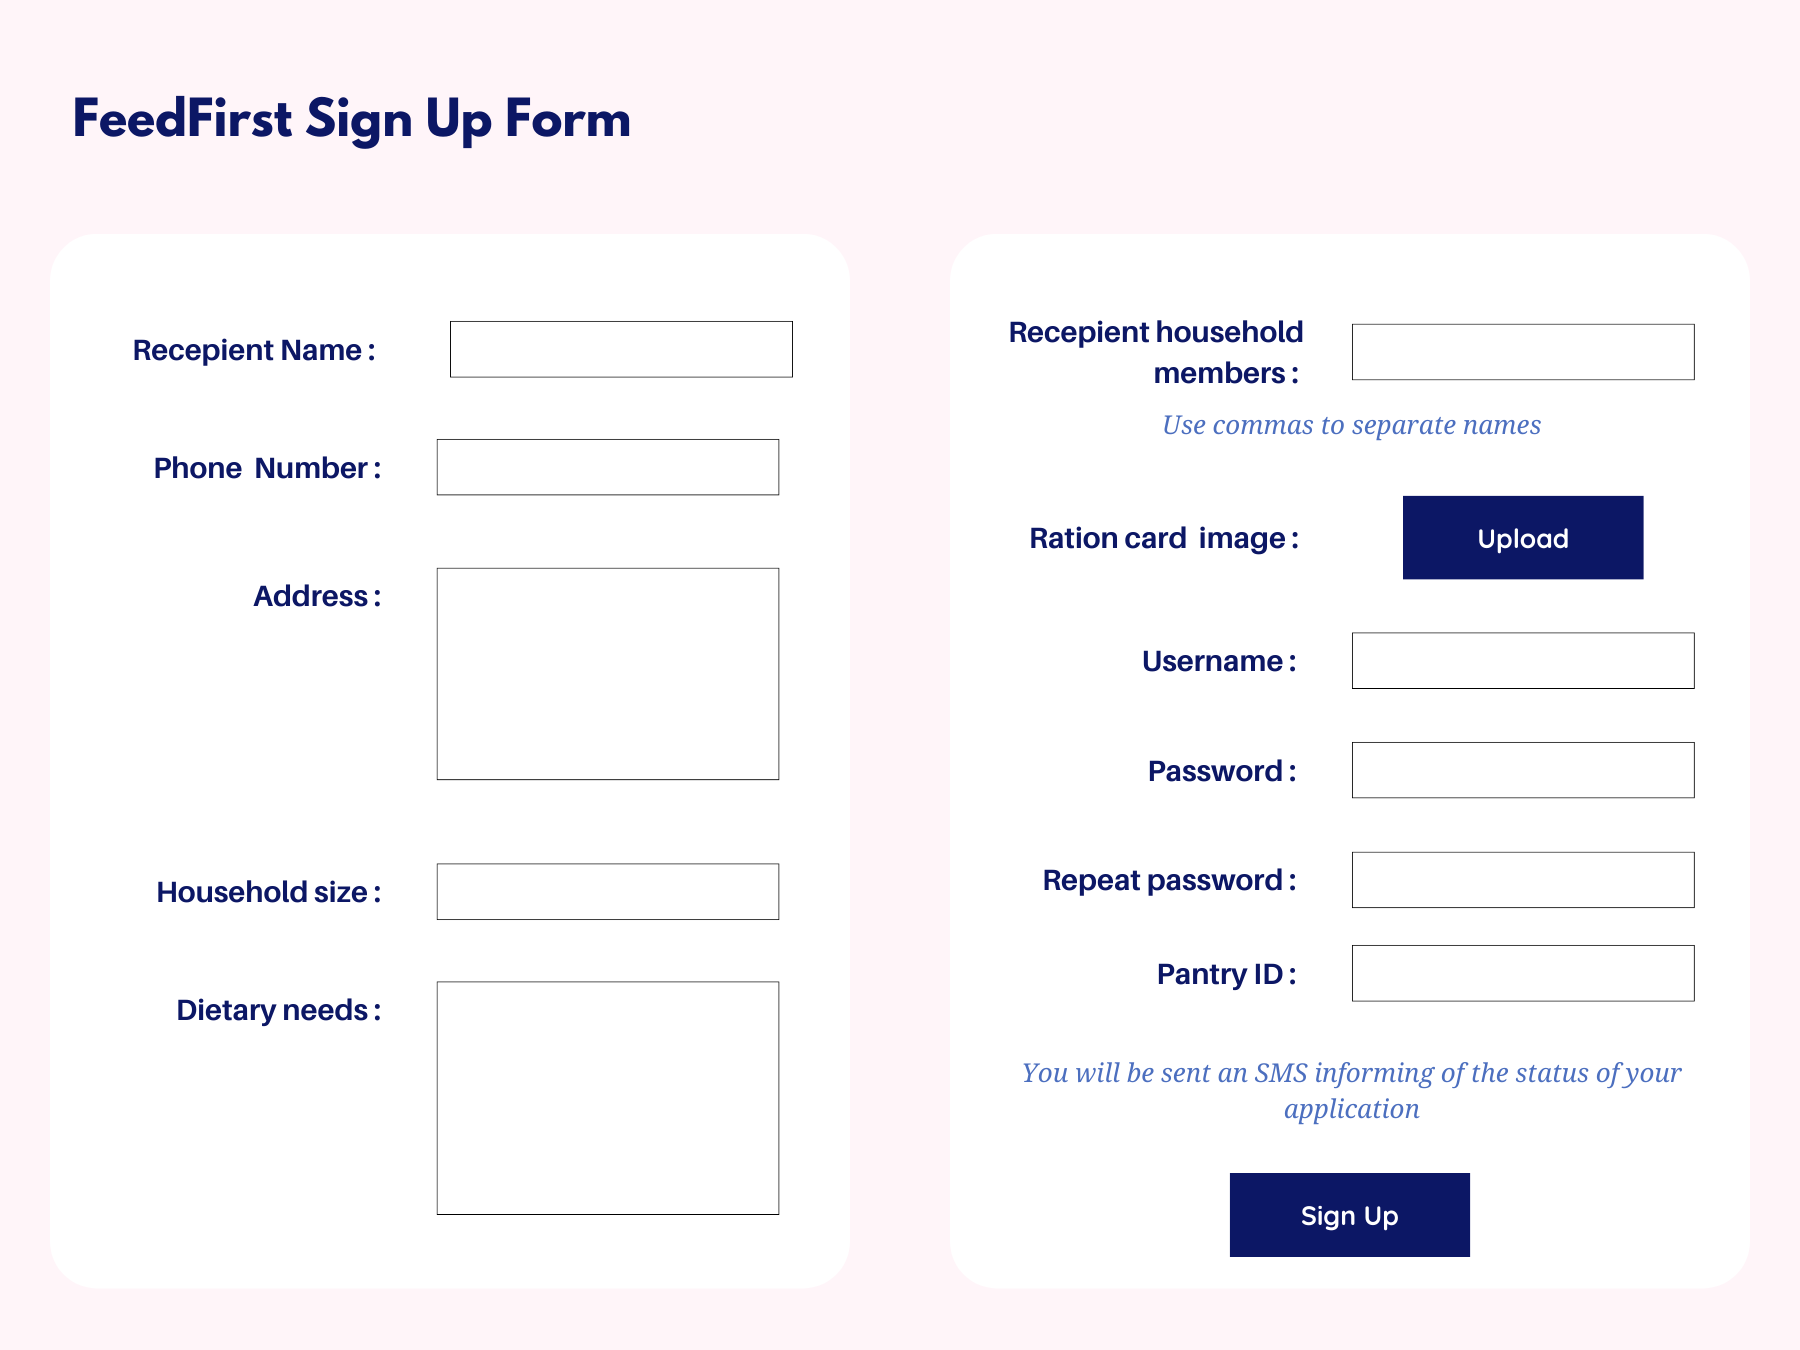 FeedFirst Sign Up Form
Recepient Name :
Phone  Number :
Address :
Household size :
Dietary needs :
Recepient household
members :
Use commas to separate names
Ration card  image :
Upload
Username :
Password :
Repeat password :
Pantry ID :
You will be sent an SMS informing of the status of your
application
Sign Up